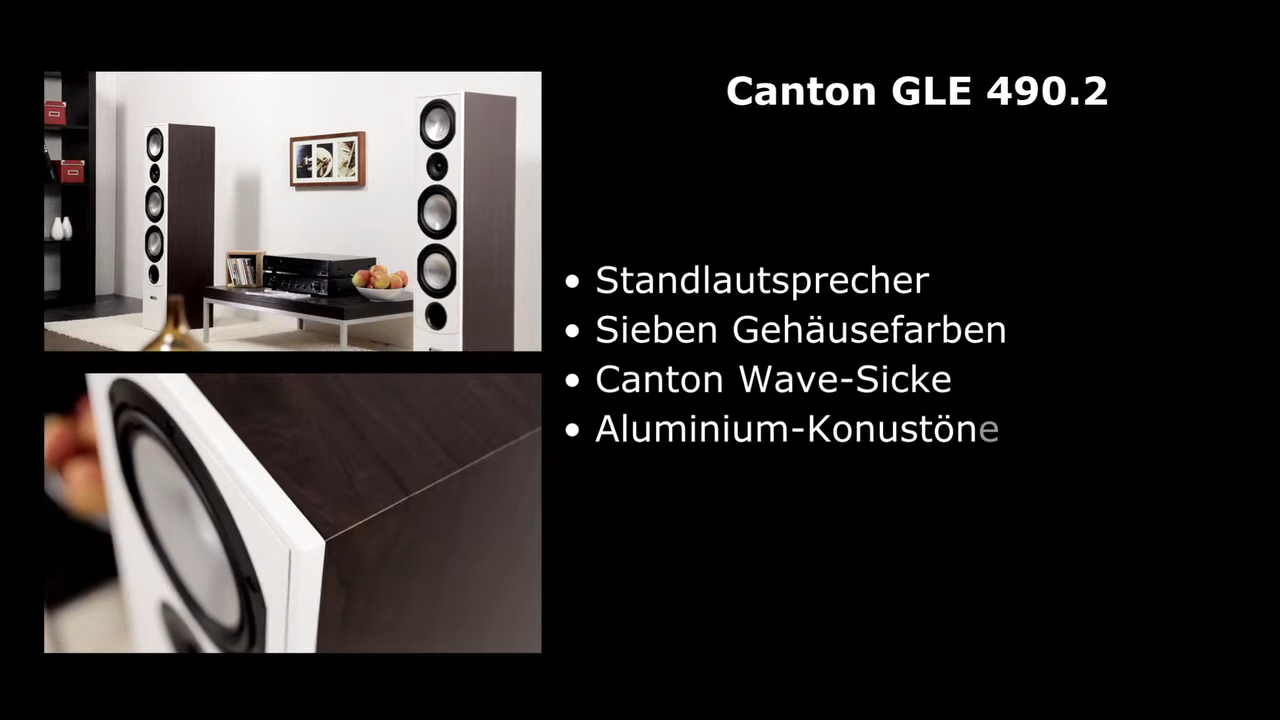 Canton GLE 490.2
• Standlautsprecher
• Sieben Gehäusefarben
• Canton Wave-Sicke
• Aluminium-Konustöne